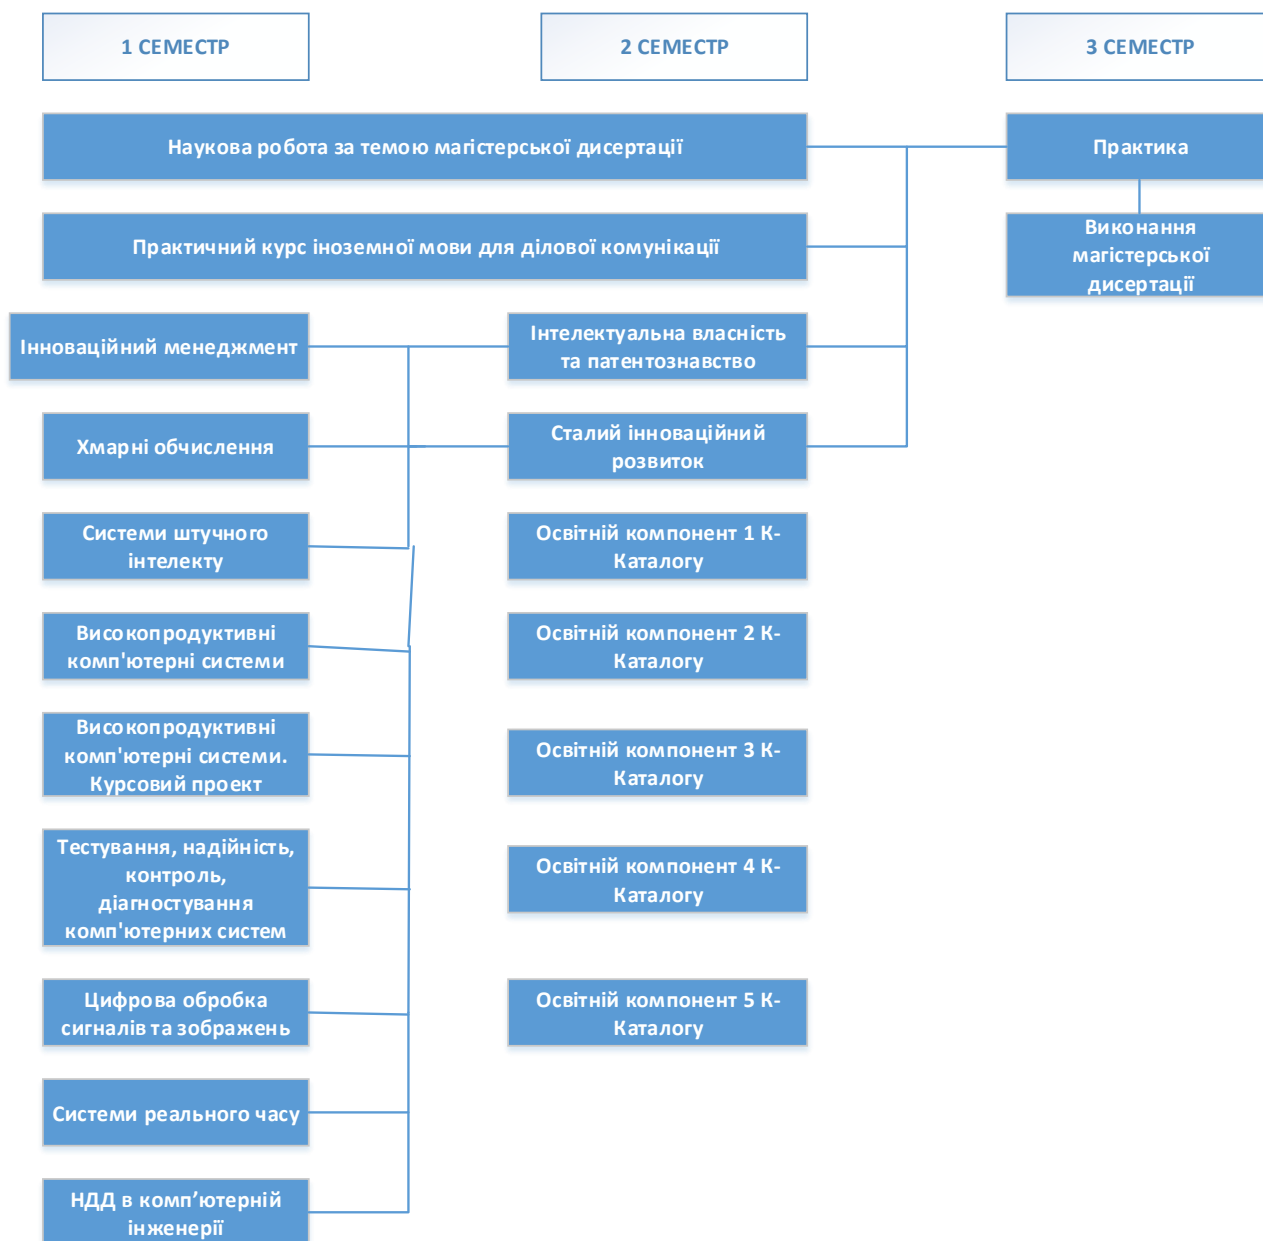 1 СЕМЕСТР
2 СЕМЕСТР
3 СЕМЕСТР
Наукова робота за темою магістерської дисертації
Практика
Практичний курс іноземної мови для ділової комунікації
Виконання
магістерської
дисертації
Інноваційний менеджмент
Інтелектуальна власність
та патентознавство
Хмарні обчислення
Сталий інноваційний
розвиток
Системи штучного
інтелекту
Освітній компонент 1 К-
Каталогу
Високопродуктивні
комп'ютерні системи
Освітній компонент 2 К-
Каталогу
Високопродуктивні
комп'ютерні системи.
Курсовий проект
Освітній компонент 3 К-
Каталогу
Тестування, надійність,
контроль,
діагностування
комп'ютерних систем
Освітній компонент 4 К-
Каталогу
Цифрова обробка
сигналів та зображень
Освітній компонент 5 К-
Каталогу
Системи реального часу
НДД в комп’ютерній
інженерії